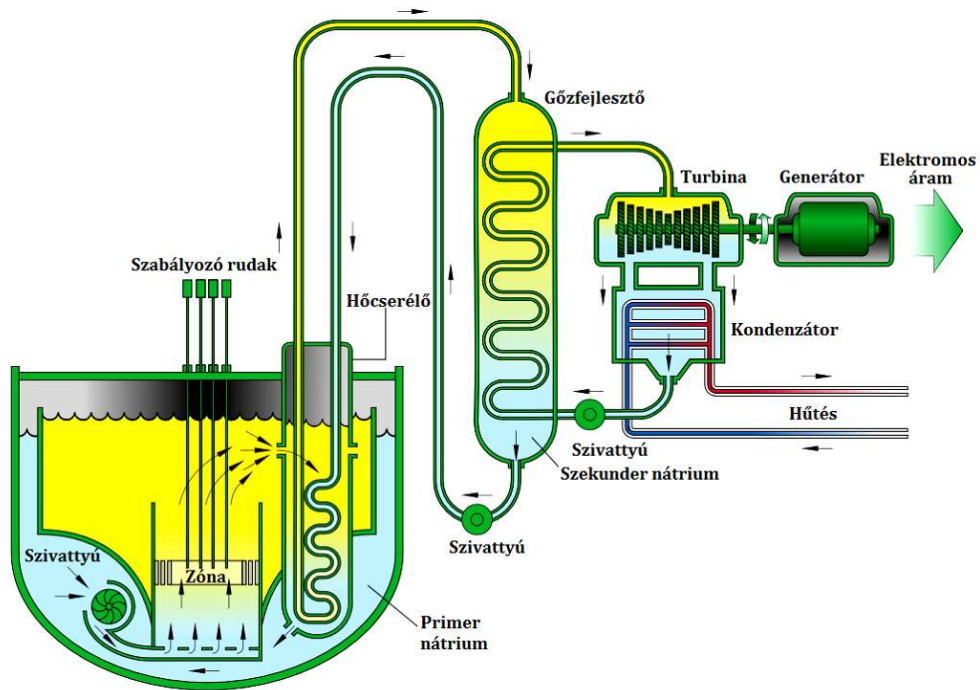 Gőzfejlesztő
Turbina
Generátor
Elektromos
áram
Szabályozó rudak
Hőcserélő
Kondenzátor
Hűtés
Szivattyú
Szekunder nátrium
Szivattyú
Szivattyú
Zóna
Primer
nátrium